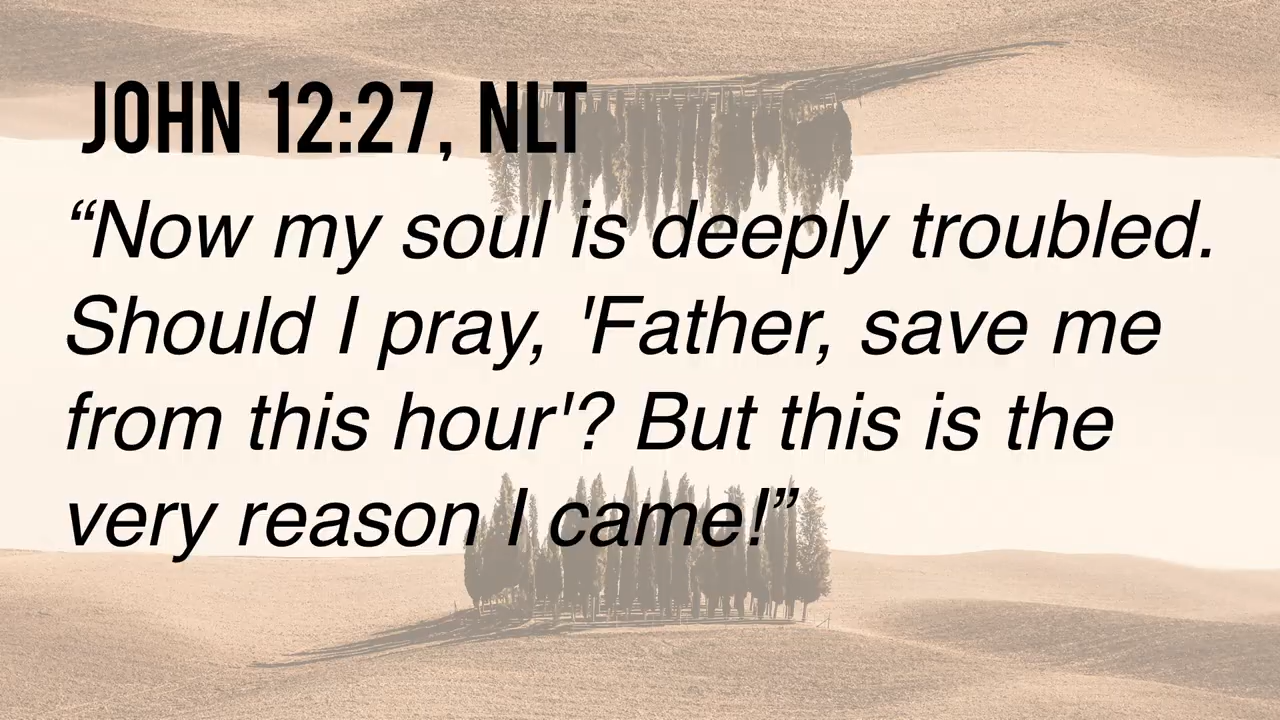 JOHN 12:27, NLT
“Now my soul is deeply troubled.
Should I pray, 'Father, save me
from this hour'? But this is the
very reason I came!”